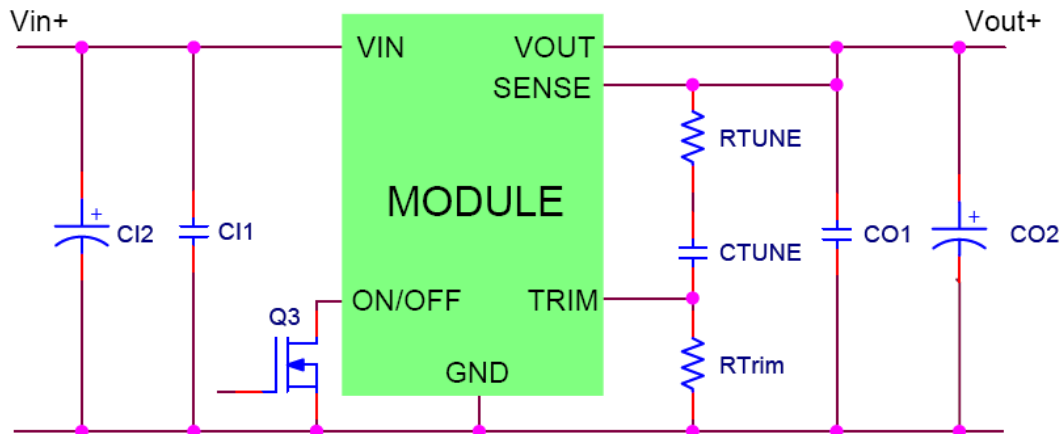 Vin+
Vout+
VIN
VOUT
SENSE
RTUNE
MODULE
+
CI2
CI1
CTUNE
CO1
+
CO2
ON/OFF
TRIM
Q3
GND
RTrim